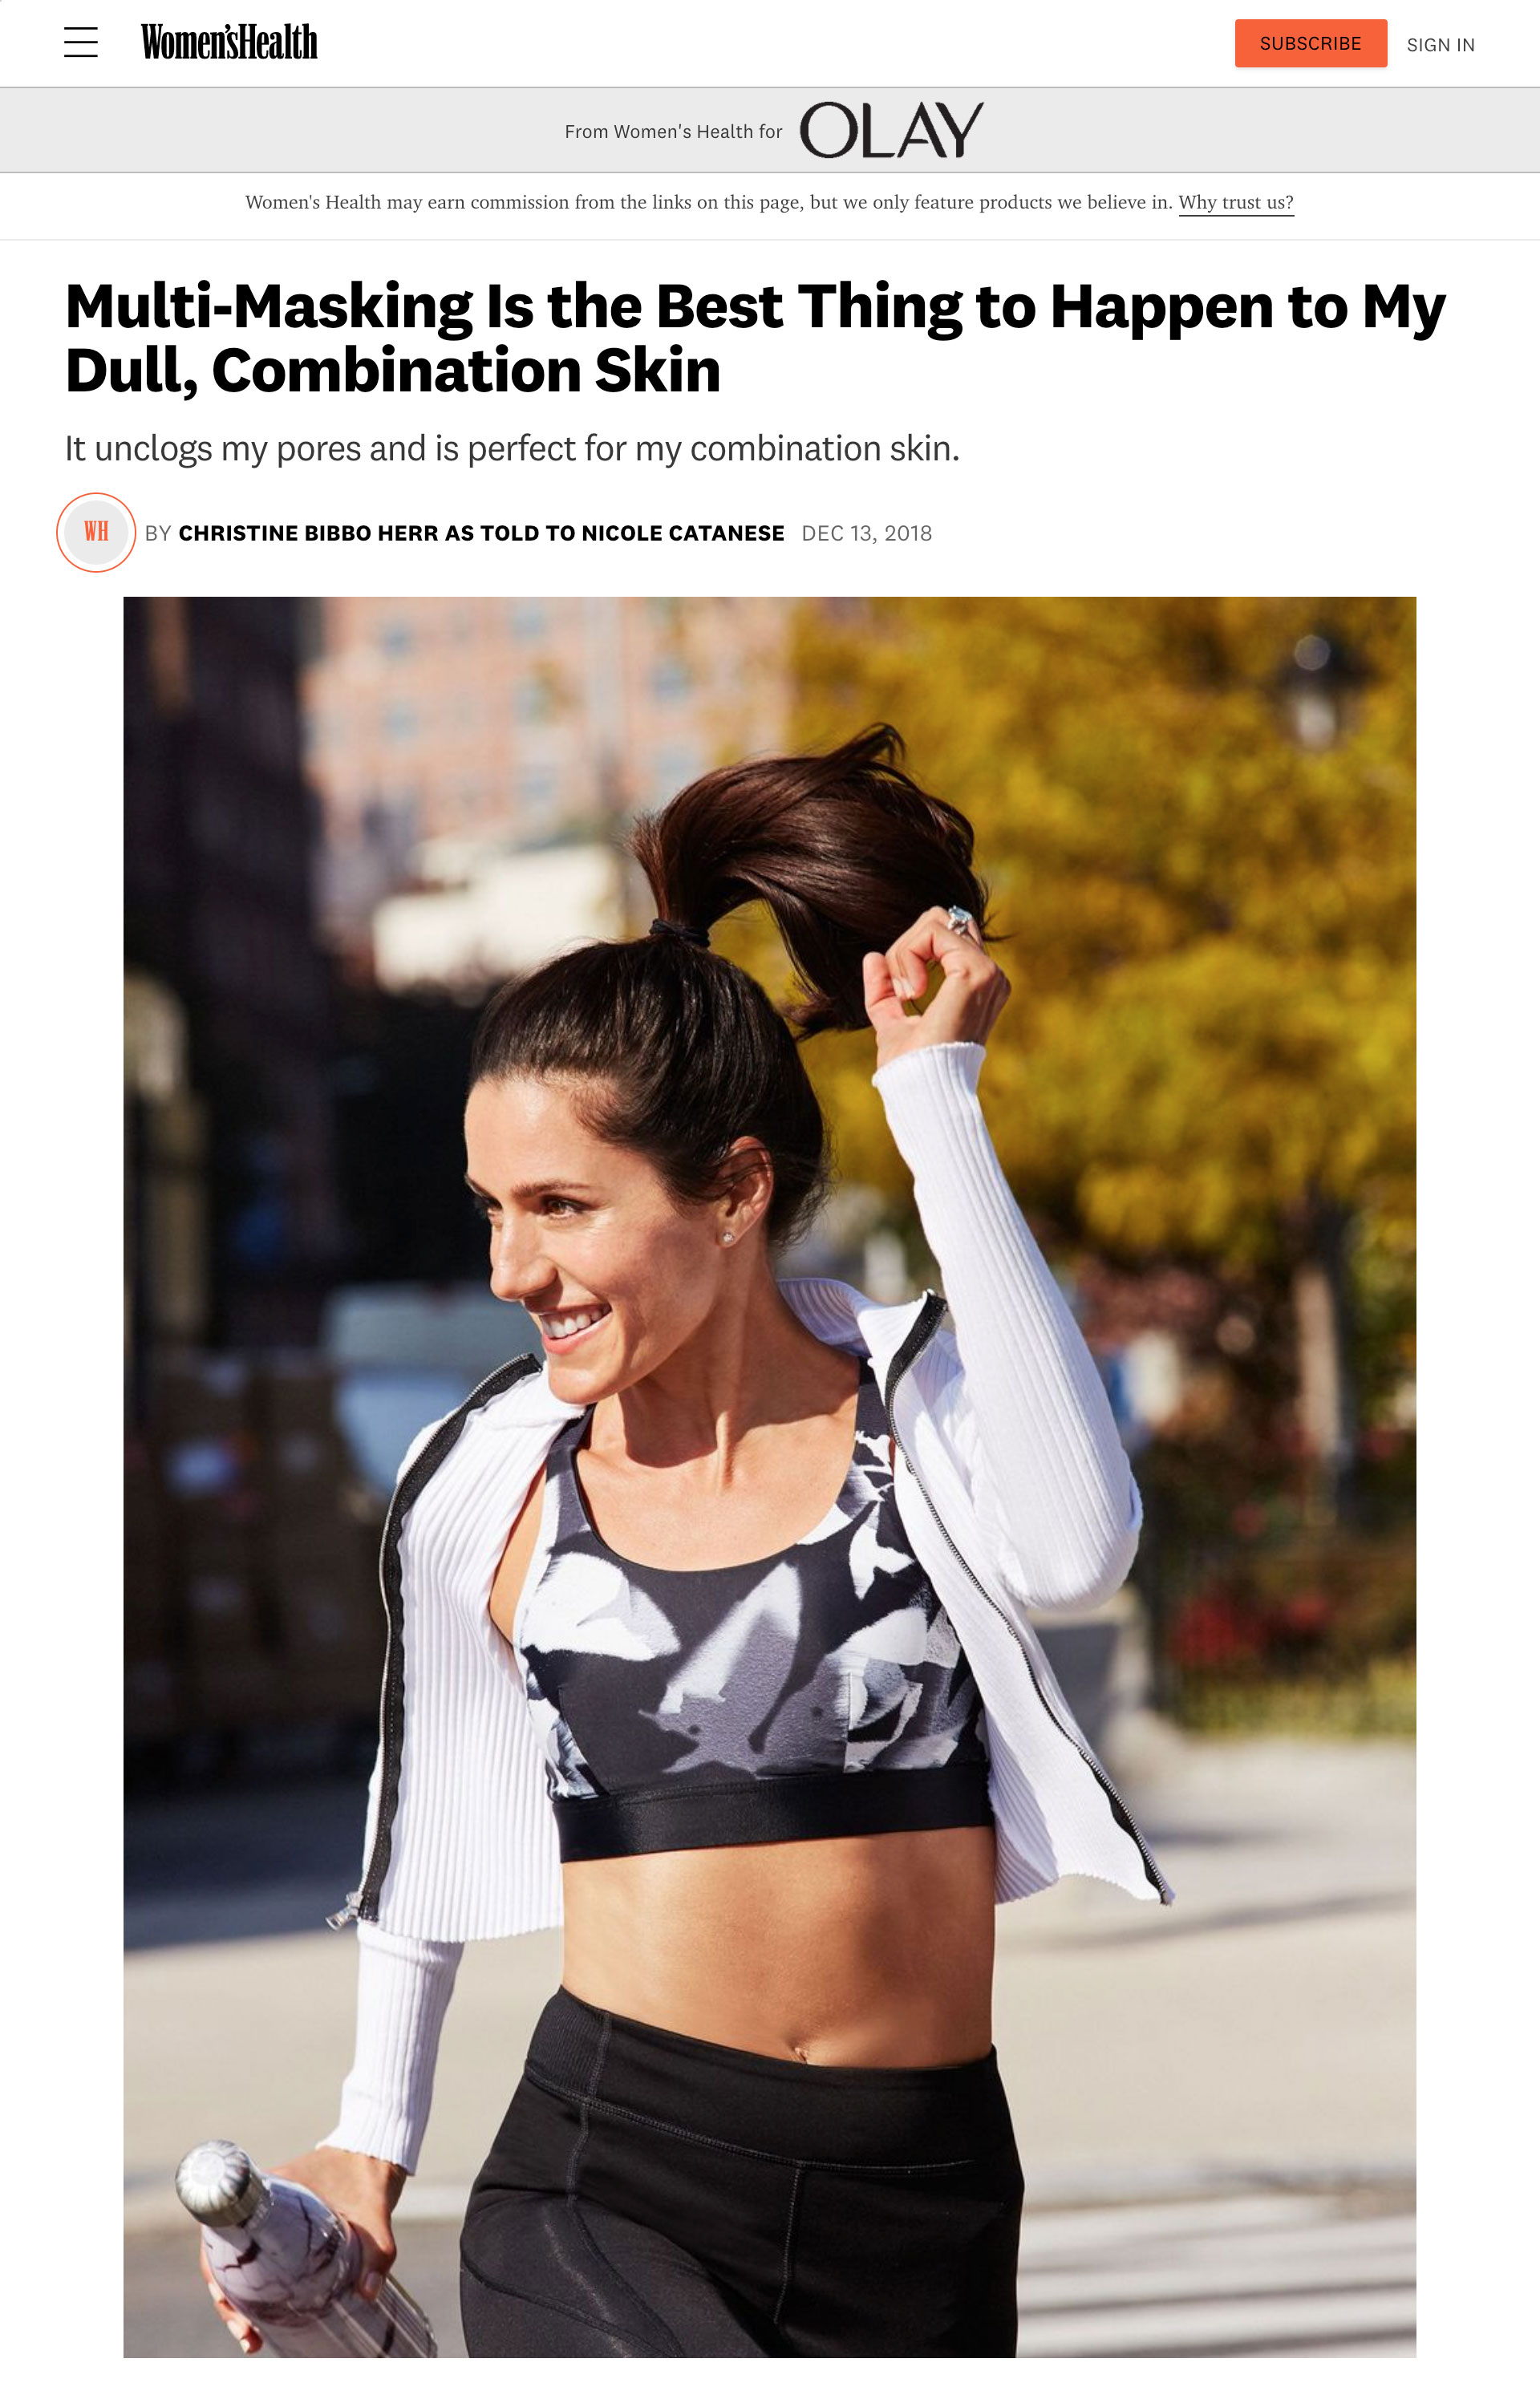 Women'sHealth
SUBSCRIBE
SIGN IN
From Women's Health for OLAY
Women's Health may earn commission from the links on this page, but we only feature products we believe in. Why trust us?
Multi-Masking Is the Best Thing to Happen to My
Dull, Combination Skin
It unclogs my pores and is perfect for my combination skin.
WH
BY CHRISTINE BIBBO HERR AS TOLD TO NICOLE CATANESE DEC 13, 2018